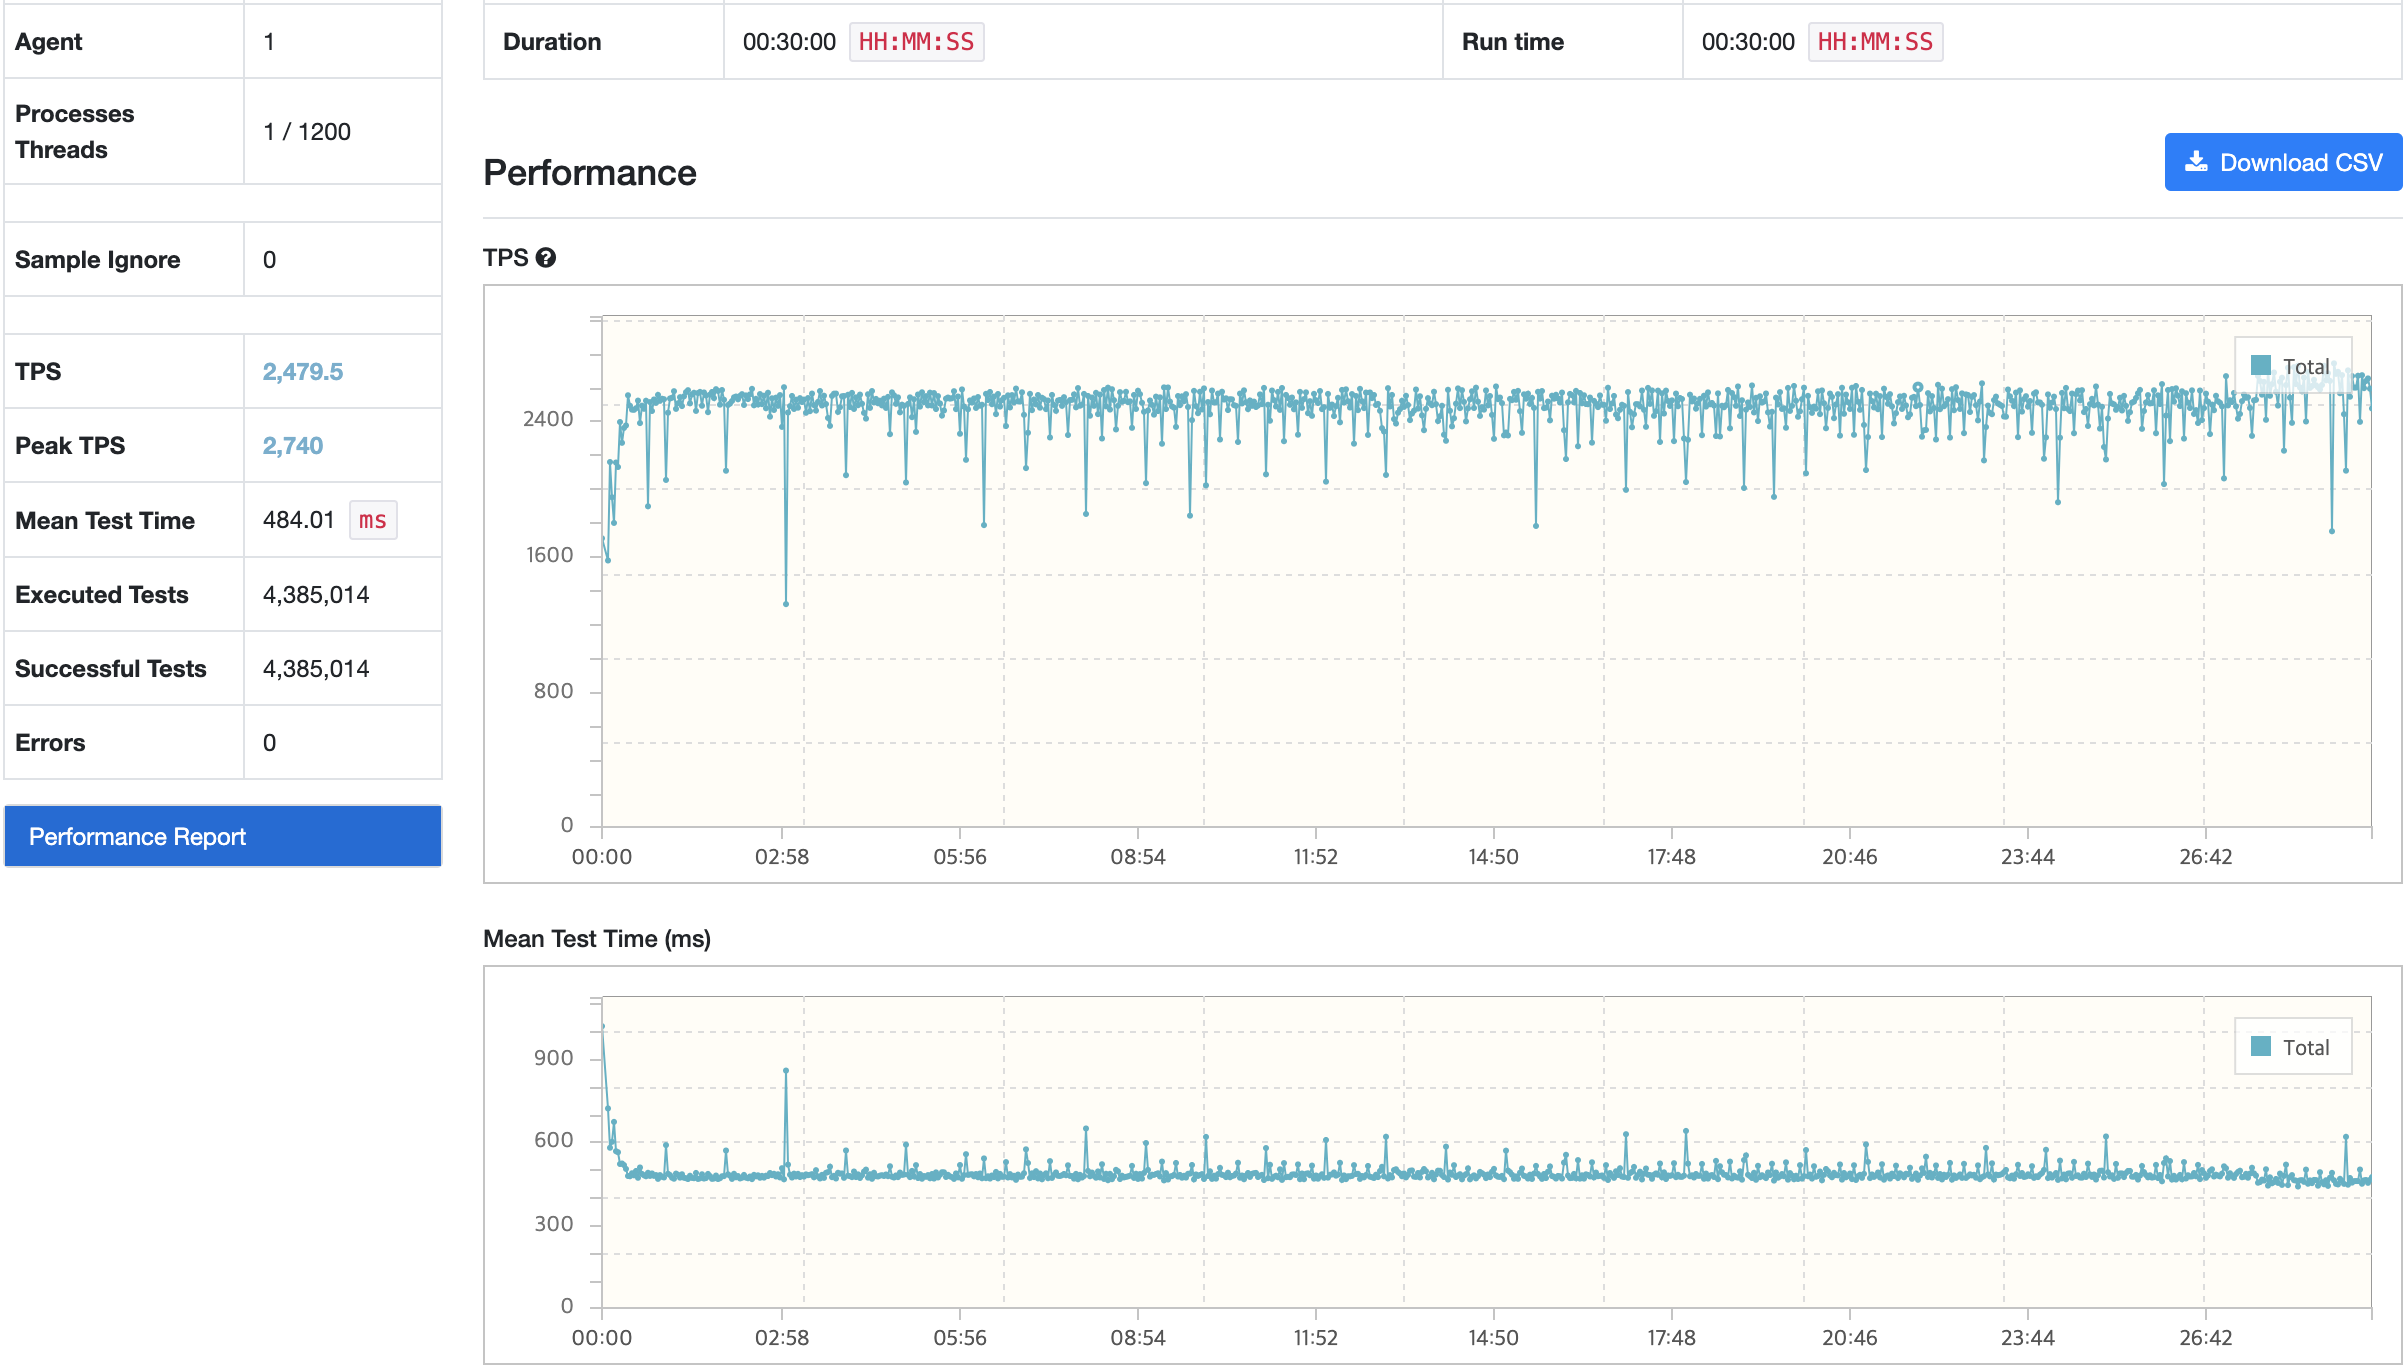 Agent 1
Processes
Threads
1 / 1200
Sample Ignore 0
TPS 2,479.5
Peak TPS 2,740
Mean Test Time 484.01 ms
Executed Tests 4,385,014
Successful Tests 4,385,014
Errors 0
Performance Report
Duration 00:30:00 HH:MM:SS Run time 00:30:00 HH:MM:SS
Performance
Download CSV
TPS
Total
2400
1600
800
0
00:00 02:58 05:56 08:54 11:52 14:50 17:48 20:46 23:44 26:42
Mean Test Time (ms)
Total
900
600
300
0
00:00 02:58 05:56 08:54 11:52 14:50 17:48 20:46 23:44 26:42